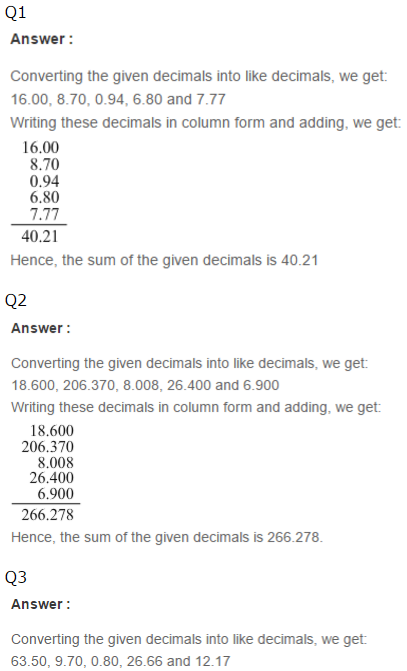 Q1
Answer :
Converting the given decimals into like decimals, we get:
16.00, 8.70, 0.94, 6.80 and 7.77
Writing these decimals in column form and adding, we get:
16.00
8.70
0.94
6.80
7.77
40.21
Hence, the sum of the given decimals is 40.21
Q2
Answer :
Converting the given decimals into like decimals, we get:
18.600, 206.370, 8.008, 26.400 and 6.900
Writing these decimals in column form and adding, we get:
18.600
206.370
8.008
26.400
6.900
266.278
Hence, the sum of the given decimals is 266.278.
Q3
Answer :
Converting the given decimals into like decimals, we get:
63.50, 9.70, 0.80, 26.66 and 12.17